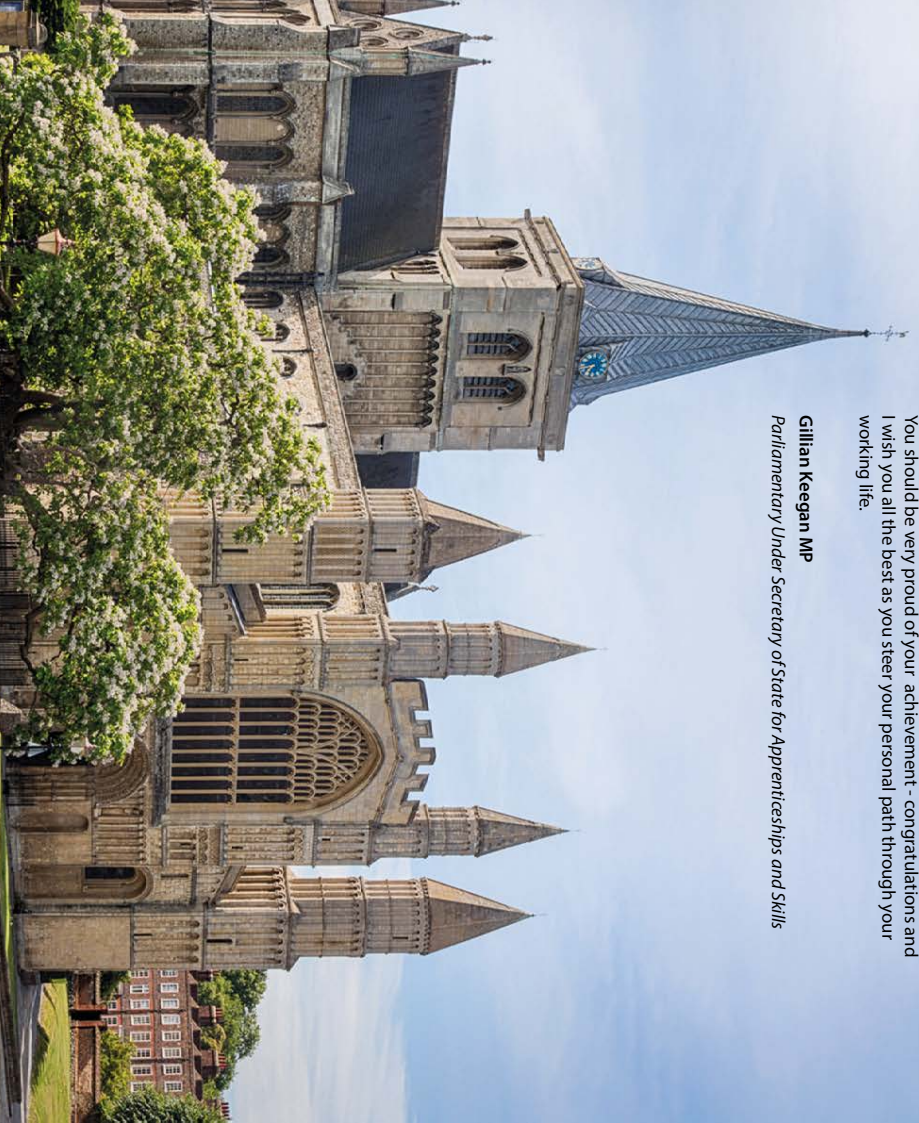 You should be very proud of your achievement - congratulations and
I wish you all the best as you steer your personal path through your
working life.
Gillian Keegan MP
Parliamentary Under Secretary of State for Apprenticeships and Skills